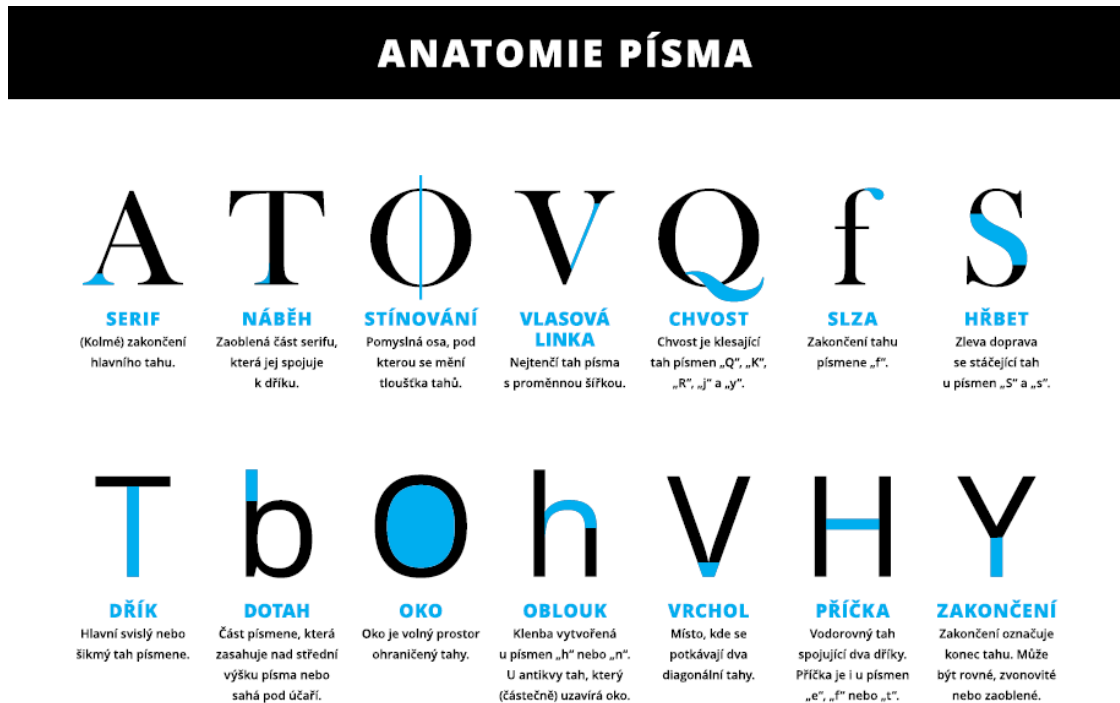 ANATOMIE PÍSMA
A T O V Q f S
SERIF
(Kolmé) zakončení
hlavního tahu.
NÁBĚH
Zaoblená část serifu,
která jej spojuje
k dříku.
STÍNOVÁNÍ
Pomyslná osa, pod
kterou se mění
tloušťka tahů.
VLASOVÁ
LINKA
Nejtenčí tah písma
s proměnnou šířkou.
CHVOST
Chvost je klesající
tah písmen „Q“, „K“,
„R“, „j“ a „y“.
SLZA
Zakončení tahu
písmene „f“.
HŘBET
Zleva doprava
se stáčející tah
u písmen „S“ a „s“.
T b O h V H Y
DŘÍK
Hlavní svislý nebo
šikmý tah písmene.
DOTAH
Část písmene, která
zasahuje nad střední
výšku písma nebo
sahá pod účaří.
OKO
Oko je volný prostor
ohraničený tahy.
OBLOUK
Klenba vytvořená
u písmen „h“ nebo „n“.
U antikvy tah, který
(částečně) uzavírá oko.
VRCHOL
Místo, kde se
potkávají dva
diagonální tahy.
PŘÍČKA
Vodorovný tah
spojující dva dříky.
Příčka je i u písmen
„e“, „f“ nebo „t“.
ZAKONČENÍ
Zakončení označuje
konec tahu. Může
být rovné, zvonovité
nebo zaoblené.